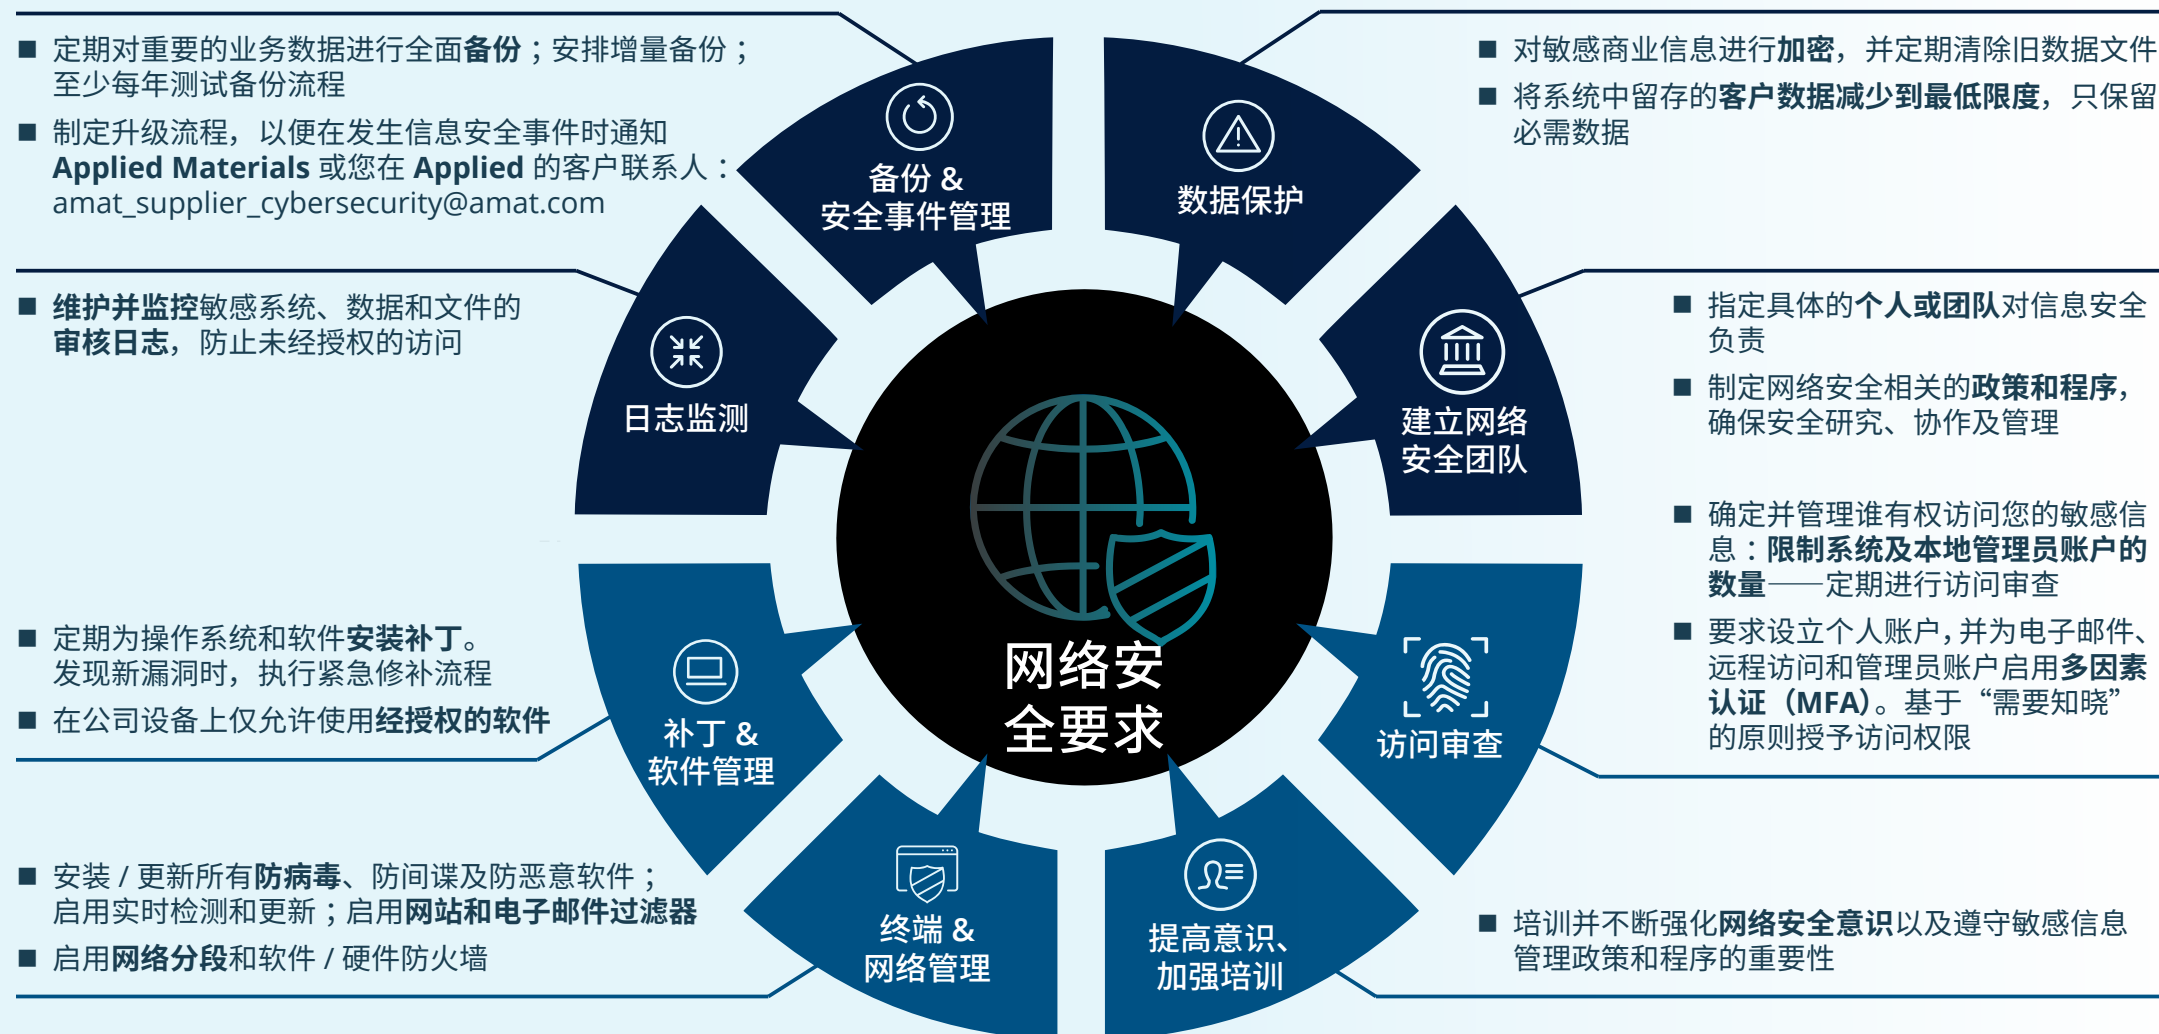 定期对重要的业务数据进行全面备份；安排增量备份；
至少每年测试备份流程
制定升级流程，以便在发生信息安全事件时通知
Applied Materials 或您在 Applied 的客户联系人：
amat_supplier_cybersecurity@amat.com
对敏感商业信息进行加密，并定期清除旧数据文件
将系统中留存的客户数据减少到最低限度，只保留
必需数据
备份 &
安全事件管理
数据保护
维护并监控敏感系统、数据和文件的
审核日志，防止未经授权的访问
日志监测
建立网络
安全团队
指定具体的个人或团队对信息安全
负责
制定网络安全相关的政策和程序，
确保安全研究、协作及管理
确定并管理谁有权访问您的敏感信
息：限制系统及本地管理员账户的
数量——定期进行访问审查
要求设立个人账户，并为电子邮件、
远程访问和管理员账户启用多因素
认证（MFA）。基于“需要知晓”
的原则授予访问权限
网络安
全要求
定期为操作系统和软件安装补丁。
发现新漏洞时，执行紧急修补流程
在公司设备上仅允许使用经授权的软件
补丁 &
软件管理
访问审查
安装 / 更新所有防病毒、防间谍及防恶意软件；
启用实时检测和更新；启用网站和电子邮件过滤器
启用网络分段和软件 / 硬件防火墙
终端 &
网络管理
提高意识、
加强培训
培训并不断强化网络安全意识以及遵守敏感信息
管理政策和程序的重要性